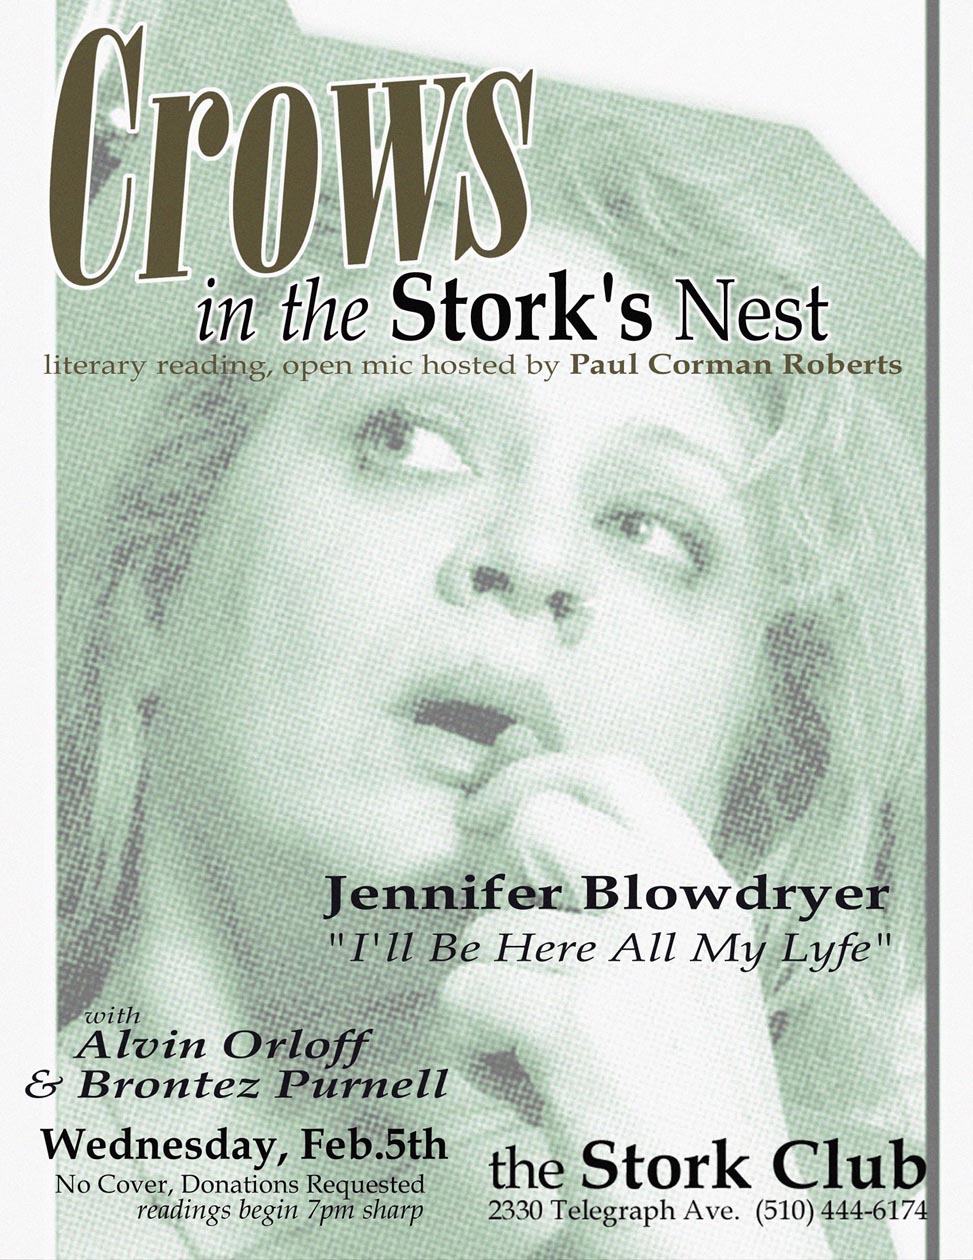 Crows
in the Stork's Nest
literary reading, open mic hosted by Paul Corman Roberts
Jennifer Blowdryer
"I'll Be Here All My Lyfe"
with
Alvin Orloff
& Brontez Purnell
Wednesday, Feb.5th
No Cover, Donations Requested
readings begin 7pm sharp
the Stork Club
2330 Telegraph Ave. (510) 444-6174